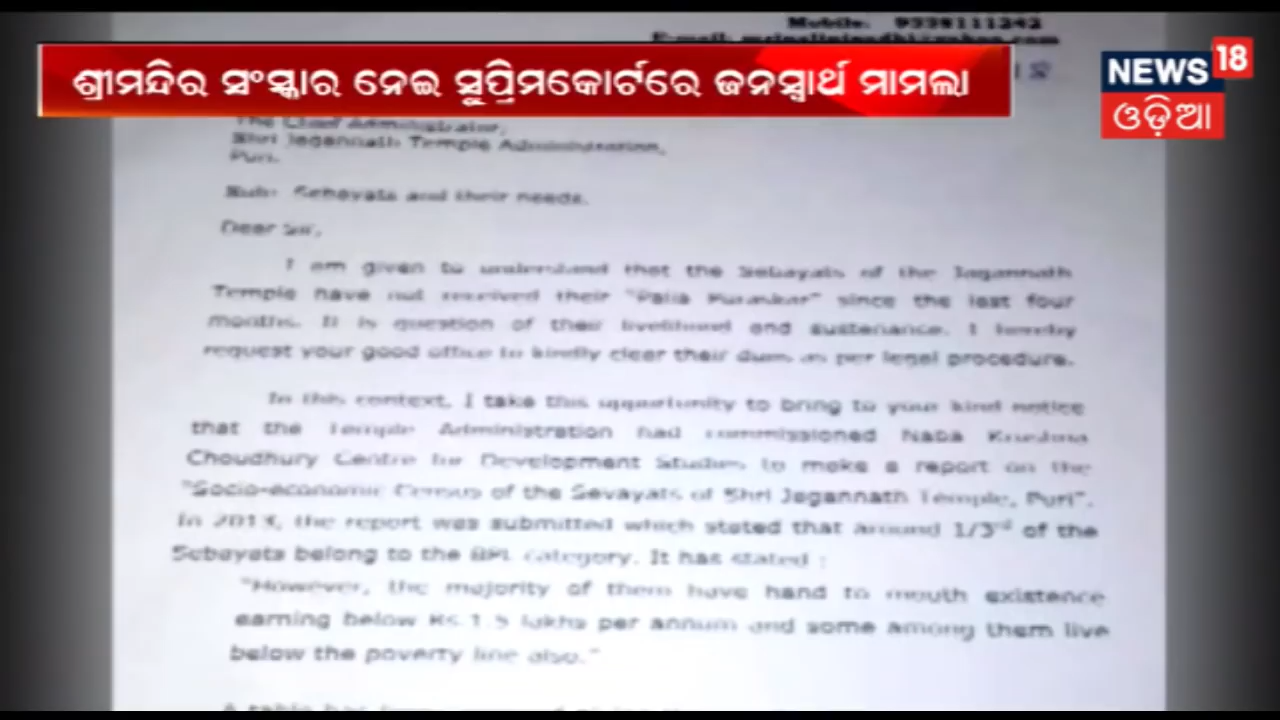 Mobile: 9338111242
ଶ୍ରୀମନ୍ଦିର ସଂସ୍କାର ନେଇ ସୁପ୍ରିମକୋର୍ଟରେ ଜନସ୍ୱାର୍ଥ ମାମଲା
NEWS 18
ଓଡ଼ିଆ
The Chief Administrator,
Shri Jagannath Temple Administration,
Puri.
Sub: Sebayats and their needs.
Dear Sir,
I am given to understand that the Sebayats of the Jagannath
Temple have not received their "Palia Puraskar" since the last four
months. It is question of their livelihood and sustenance. I hereby
request your good office to kindly clear their dues as per legal procedure.
In this context, I take this opportunity to bring to your kind notice
that the Temple Administration had commissioned Naba Krushna
Choudhury Centre for Development Studies to make a report on the
"Socio-economic Census of the Sevayats of Shri Jagannath Temple, Puri".
In 2013, the report was submitted which stated that around 1/3rd of the
Sebayats belong to the BPL category. It has stated :
"However, the majority of them have hand to mouth existence
earning below Rs.1.5 lakhs per annum and some among them live
below the poverty line also."